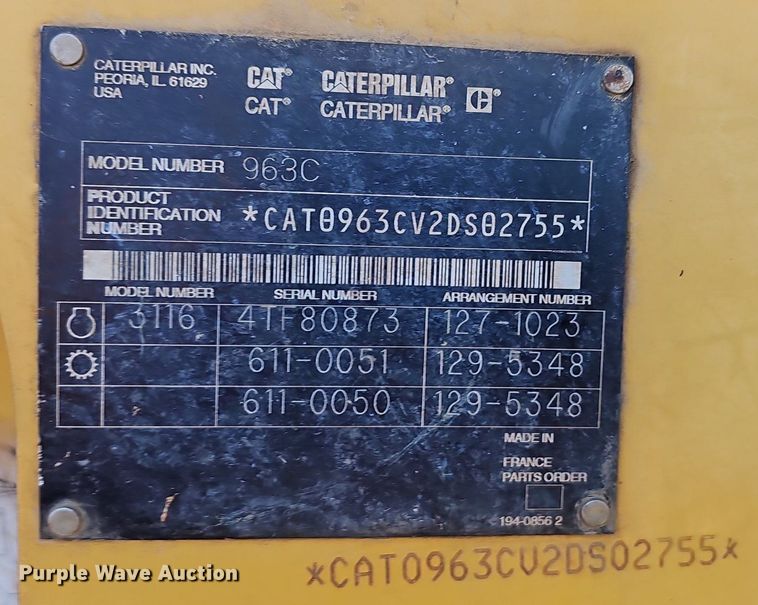 CATERPILLAR INC.
PEORIA, IL. 61629
USA
CAT® CATERPILLAR® C®
CAT® CATERPILLAR®
MODEL NUMBER 963C
PRODUCT
IDENTIFICATION
NUMBER *CAT0963CV2DS02755*
MODEL NUMBER SERIAL NUMBER ARRANGEMENT NUMBER
3116 4TF80873 127-1023
611-0051 129-5348
611-0050 129-5348
MADE IN
FRANCE
PARTS ORDER
194-0856 2
*CAT0963CV2DS02755*
Purple Wave Auction